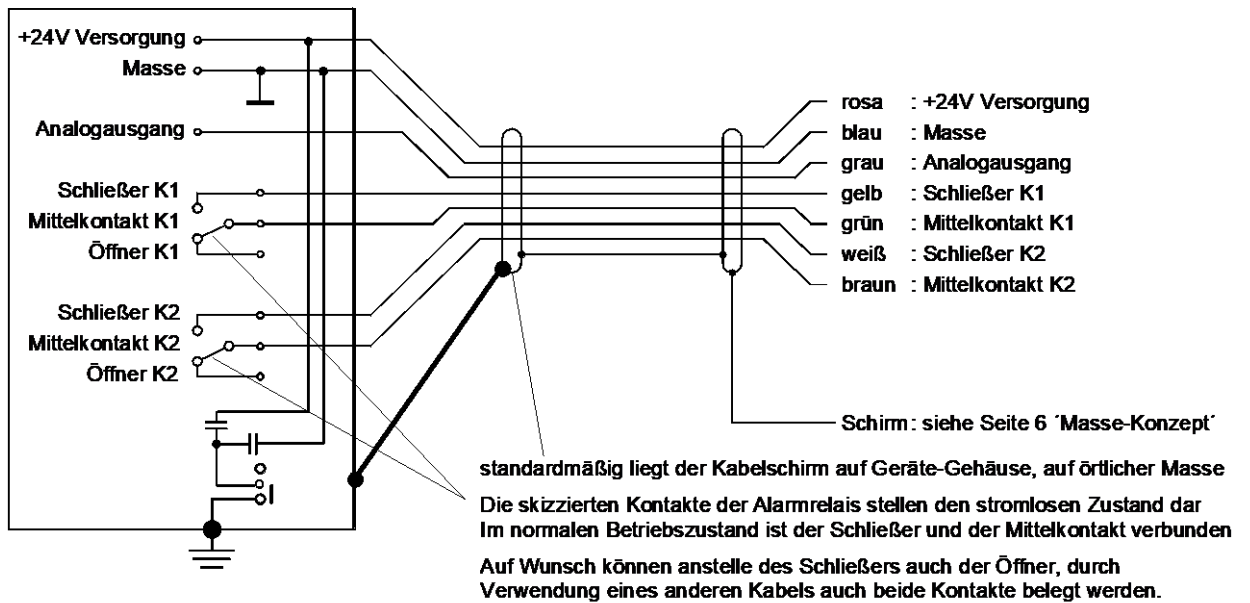 +24V Versorgung
Masse
Analogausgang
Schließer K1
Mittelkontakt K1
Öffner K1
Schließer K2
Mittelkontakt K2
Öffner K2
rosa : +24V Versorgung
blau : Masse
grau : Analogausgang
gelb : Schließer K1
grün : Mittelkontakt K1
weiß : Schließer K2
braun : Mittelkontakt K2
Schirm : siehe Seite 6 ´Masse-Konzept´
standardmäßig liegt der Kabelschirm auf Geräte-Gehäuse, auf örtlicher Masse
Die skizzierten Kontakte der Alarmrelais stellen den stromlosen Zustand dar
Im normalen Betriebszustand ist der Schließer und der Mittelkontakt verbunden
Auf Wunsch können anstelle des Schließers auch der Öffner, durch
Verwendung eines anderen Kabels auch beide Kontakte belegt werden.